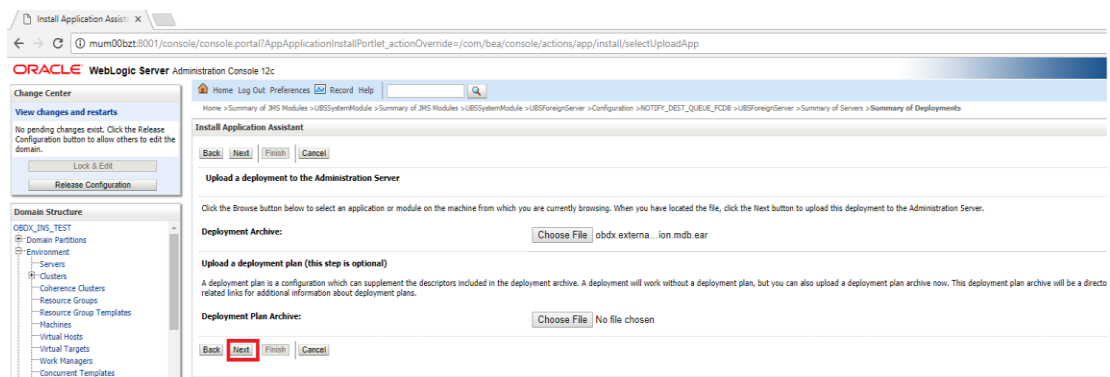 Install Application Assist
mum00bzt:8001/console/console.portal?AppApplicationInstallPortlet_actionOverride=/com/bea/console/actions/app/install/selectUploadApp
ORACLE WebLogic Server Administration Console 12c
Change Center
View changes and restarts
No pending changes exist. Click the Release
Configuration button to allow others to edit the
domain.
Lock & Edit
Release Configuration
Domain Structure
OBDX_INS_TEST
Domain Partitions
Environment
Servers
Clusters
Coherence Clusters
Resource Groups
Resource Group Templates
Machines
Virtual Hosts
Virtual Targets
Work Managers
Concurrent Templates
Home Log Out Preferences Record Help
Home >Summary of JMS Modules >UBSSystemModule >Summary of JMS Modules >UBSSystemModule >UBSForeignServer >Configuration >NOTIFY_DEST_QUEUE_FCDB >UBSForeignServer >Summary of Servers >Summary of Deployments
Install Application Assistant
Back Next Finish Cancel
Upload a deployment to the Administration Server
Click the Browse button below to select an application or module on the machine from which you are currently browsing. When you have located the file, click the Next button to upload this deployment to the Administration Server.
Deployment Archive:
Choose File obdx.externa...ion.mdb.ear
Upload a deployment plan (this step is optional)
A deployment plan is a configuration which can supplement the descriptors included in the deployment archive. A deployment will work without a deployment plan, but you can also upload a deployment plan archive now. This deployment plan archive will be a directo
related links for additional information about deployment plans.
Deployment Plan Archive:
Choose File No file chosen
Back Next Finish Cancel